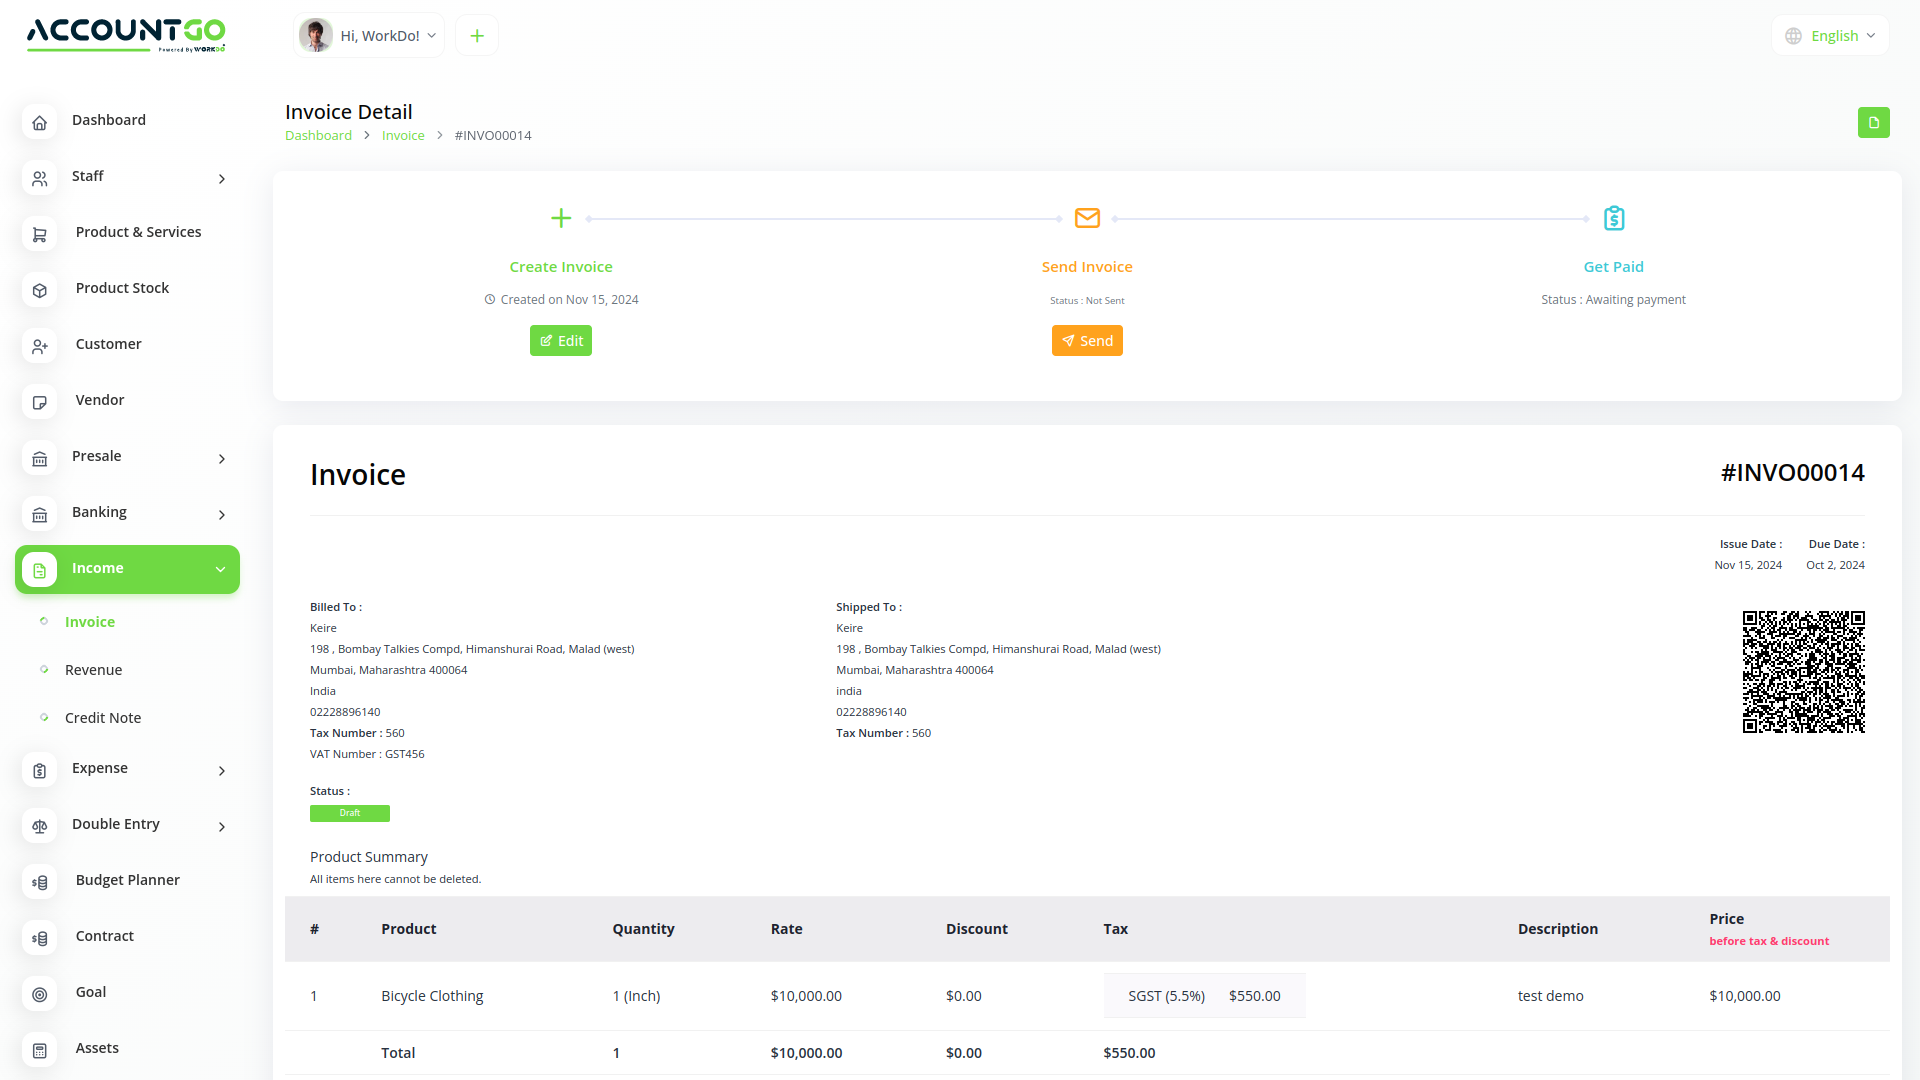 ACCOUNTGO
Powered By WORKDO
Hi, WorkDo!
English
Dashboard
Staff
Product & Services
Product Stock
Customer
Vendor
Presale
Banking
Income
Invoice
Revenue
Credit Note
Expense
Double Entry
Budget Planner
Contract
Goal
Assets
Invoice Detail
Dashboard > Invoice > #INVO00014
Create Invoice
Created on Nov 15, 2024
Edit
Send Invoice
Status : Not Sent
Send
Get Paid
Status : Awaiting payment
Invoice #INVO00014
Issue Date : Due Date :
Nov 15, 2024 Oct 2, 2024
Billed To :
Keire
198 , Bombay Talkies Compd, Himanshurai Road, Malad (west)
Mumbai, Maharashtra 400064
India
02228896140
Tax Number : 560
VAT Number : GST456
Shipped To :
Keire
198 , Bombay Talkies Compd, Himanshurai Road, Malad (west)
Mumbai, Maharashtra 400064
india
02228896140
Tax Number : 560
Status :
Draft
Product Summary
All items here cannot be deleted.
# Product Quantity Rate Discount Tax Description Price
before tax & discount
1 Bicycle Clothing 1 (Inch) $10,000.00 $0.00 SGST (5.5%) $550.00 test demo $10,000.00
Total 1 $10,000.00 $0.00 $550.00